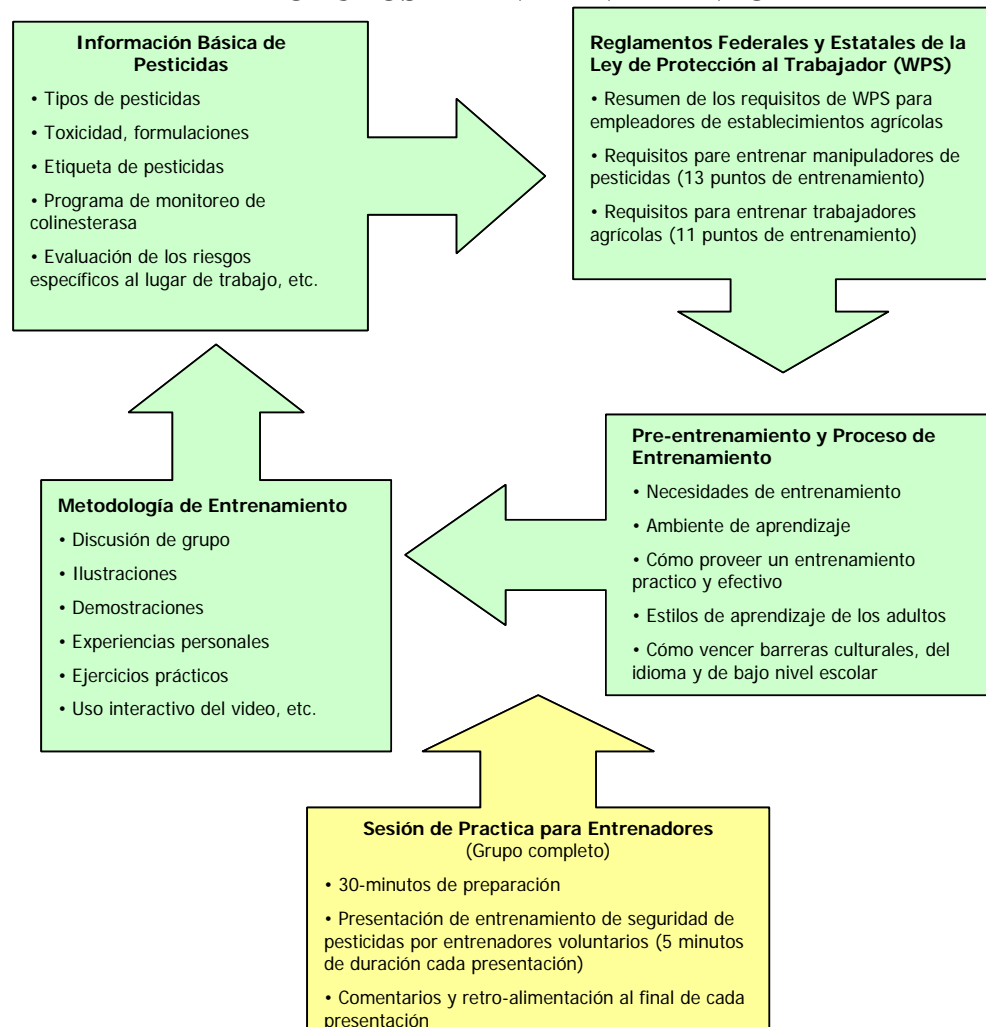 Información Básica de
Pesticidas
• Tipos de pesticidas
• Toxicidad, formulaciones
• Etiqueta de pesticidas
• Programa de monitoreo de
colinesterasa
• Evaluación de los riesgos
específicos al lugar de trabajo, etc.
Reglamentos Federales y Estatales de la
Ley de Protección al Trabajador (WPS)
• Resumen de los requisitos de WPS para
empleadores de establecimientos agrícolas
• Requisitos pare entrenar manipuladores de
pesticidas (13 puntos de entrenamiento)
• Requisitos para entrenar trabajadores
agrícolas (11 puntos de entrenamiento)
Pre-entrenamiento y Proceso de
Entrenamiento
• Necesidades de entrenamiento
• Ambiente de aprendizaje
• Cómo proveer un entrenamiento
practico y efectivo
• Estilos de aprendizaje de los adultos
• Cómo vencer barreras culturales, del
idioma y de bajo nivel escolar
Metodología de Entrenamiento
• Discusión de grupo
• Ilustraciones
• Demostraciones
• Experiencias personales
• Ejercicios prácticos
• Uso interactivo del video, etc.
Sesión de Practica para Entrenadores
(Grupo completo)
• 30-minutos de preparación
• Presentación de entrenamiento de seguridad de
pesticidas por entrenadores voluntarios (5 minutos
de duración cada presentación)
• Comentarios y retro-alimentación al final de cada
presentación